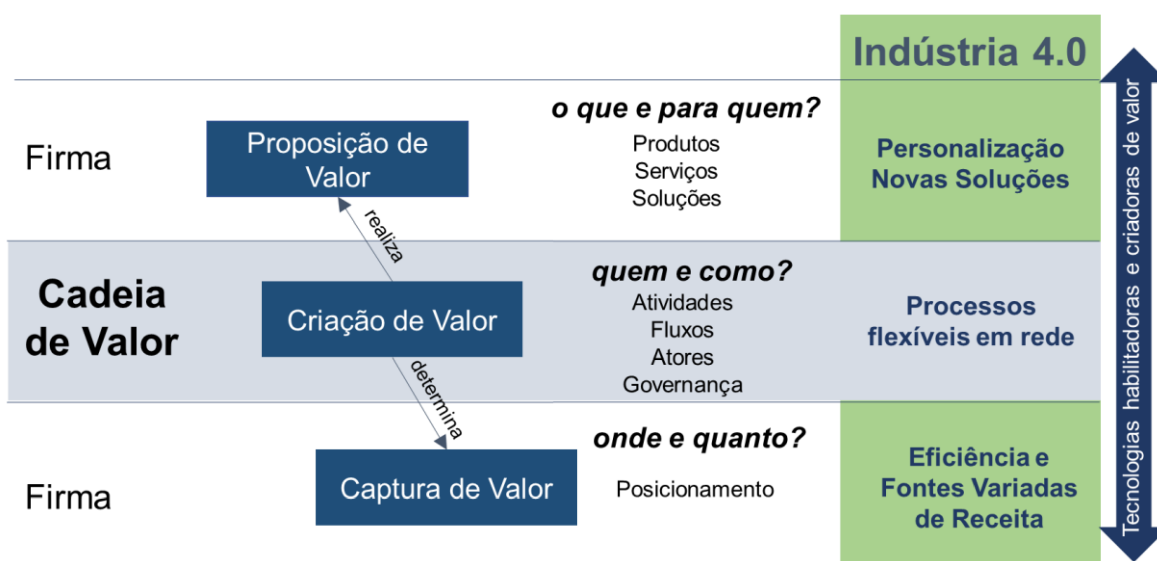 Indústria 4.0
Firma
Proposição de
Valor
o que e para quem?
Produtos
Serviços
Soluções
Personalização
Novas Soluções
realiza
Cadeia
de Valor
Criação de Valor
quem e como?
Atividades
Fluxos
Atores
Governança
Processos
flexíveis em rede
determina
Firma
Captura de Valor
onde e quanto?
Posicionamento
Eficiência e
Fontes Variadas
de Receita
Tecnologias habilitadoras e criadoras de valor